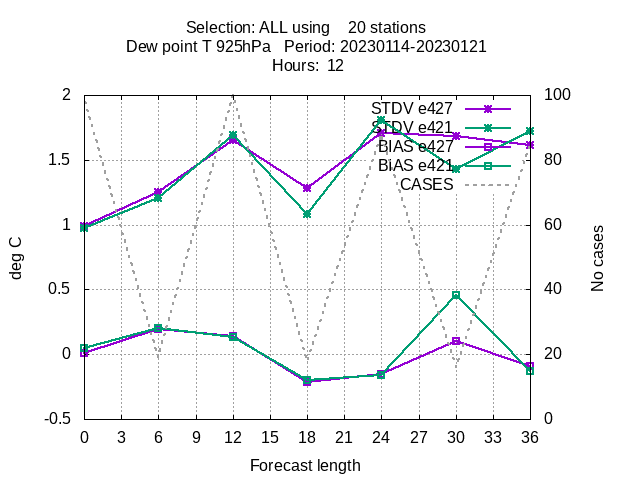 Selection: ALL using    20 stations
Dew point T 925hPa   Period: 20230114-20230121
Hours:  12
STDV e427
STDV e421
BIAS e427
BIAS e421
CASES
2
1.5
1
0.5
0
-0.5
100
80
60
40
20
0
deg C
No cases
0 3 6 9 12 15 18 21 24 27 30 33 36
Forecast length